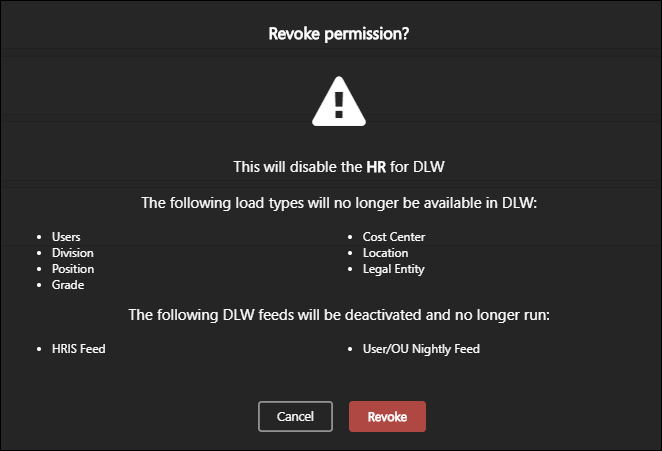 Revoke permission?
This will disable the HR for DLW
The following load types will no longer be available in DLW:
• Users
• Division
• Position
• Grade
• Cost Center
• Location
• Legal Entity
The following DLW feeds will be deactivated and no longer run:
• HRIS Feed
• User/OU Nightly Feed
Cancel
Revoke